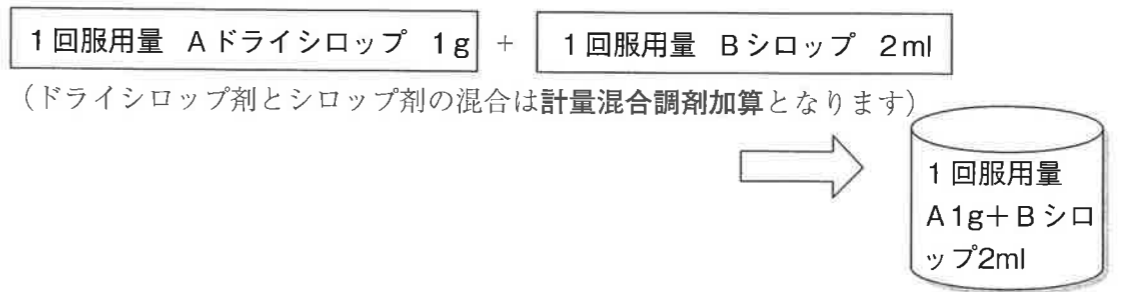 1回服用量 Aドライシロップ 1g + 1回服用量 Bシロップ 2ml
(ドライシロップ剤とシロップ剤の混合は計量混合調剤加算となります)
1回服用量
A1g+Bシロ
ップ2ml